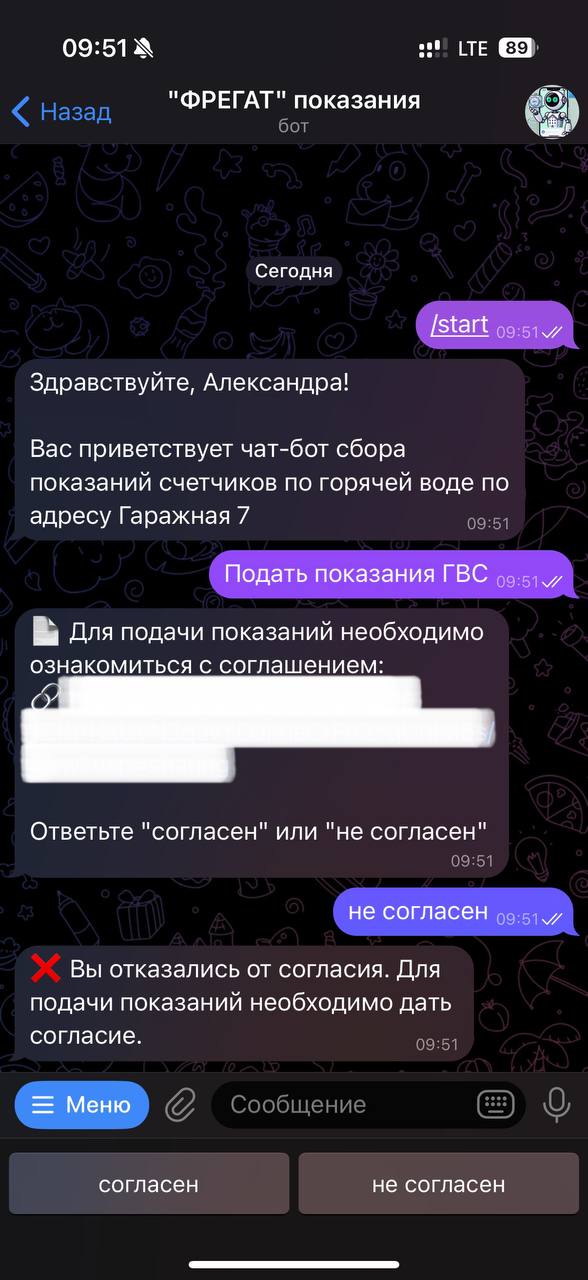 09:51
LTE 89
Назад
"ФРЕГАТ" показания
бот
Сегодня
/start 09:51
Здравствуйте, Александра!
Вас приветствует чат-бот сбора
показаний счетчиков по горячей воде по
адресу Гаражная 7
09:51
Подать показания ГВС 09:51
Для подачи показаний необходимо
ознакомиться с соглашением:
Ответьте "согласен" или "не согласен"
09:51
не согласен 09:51
Вы отказались от согласия. Для
подачи показаний необходимо дать
согласие.
09:51
Меню
Сообщение
согласен
не согласен